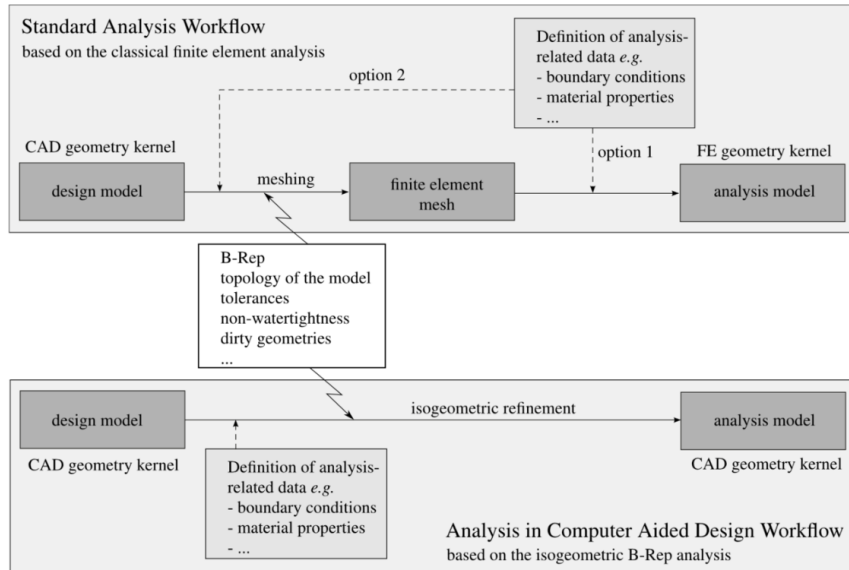 Standard Analysis Workflow
based on the classical finite element analysis
Definition of analysis-
related data e.g.
- boundary conditions
- material properties
- ...
option 2
option 1
CAD geometry kernel
design model
meshing
finite element
mesh
FE geometry kernel
analysis model
B-Rep
topology of the model
tolerances
non-watertightness
dirty geometries
...
design model
CAD geometry kernel
isogeometric refinement
analysis model
CAD geometry kernel
Definition of analysis-
related data e.g.
- boundary conditions
- material properties
- ...
Analysis in Computer Aided Design Workflow
based on the isogeometric B-Rep analysis